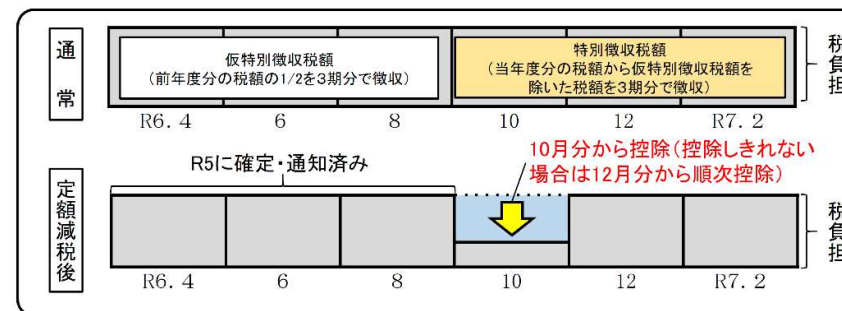 通常
仮特別徴収税額
(前年度分の税額の1/2を3期分で徴収)
特別徴収税額
(当年度分の税額から仮特別徴収税額を
除いた税額を3期分で徴収)
税負担
R6.4 6 8 10 12 R7.2
R5に確定・通知済み
10月分から控除(控除しきれない
場合は12月分から順次控除)
定額減税後
税負担
R6.4 6 8 10 12 R7.2